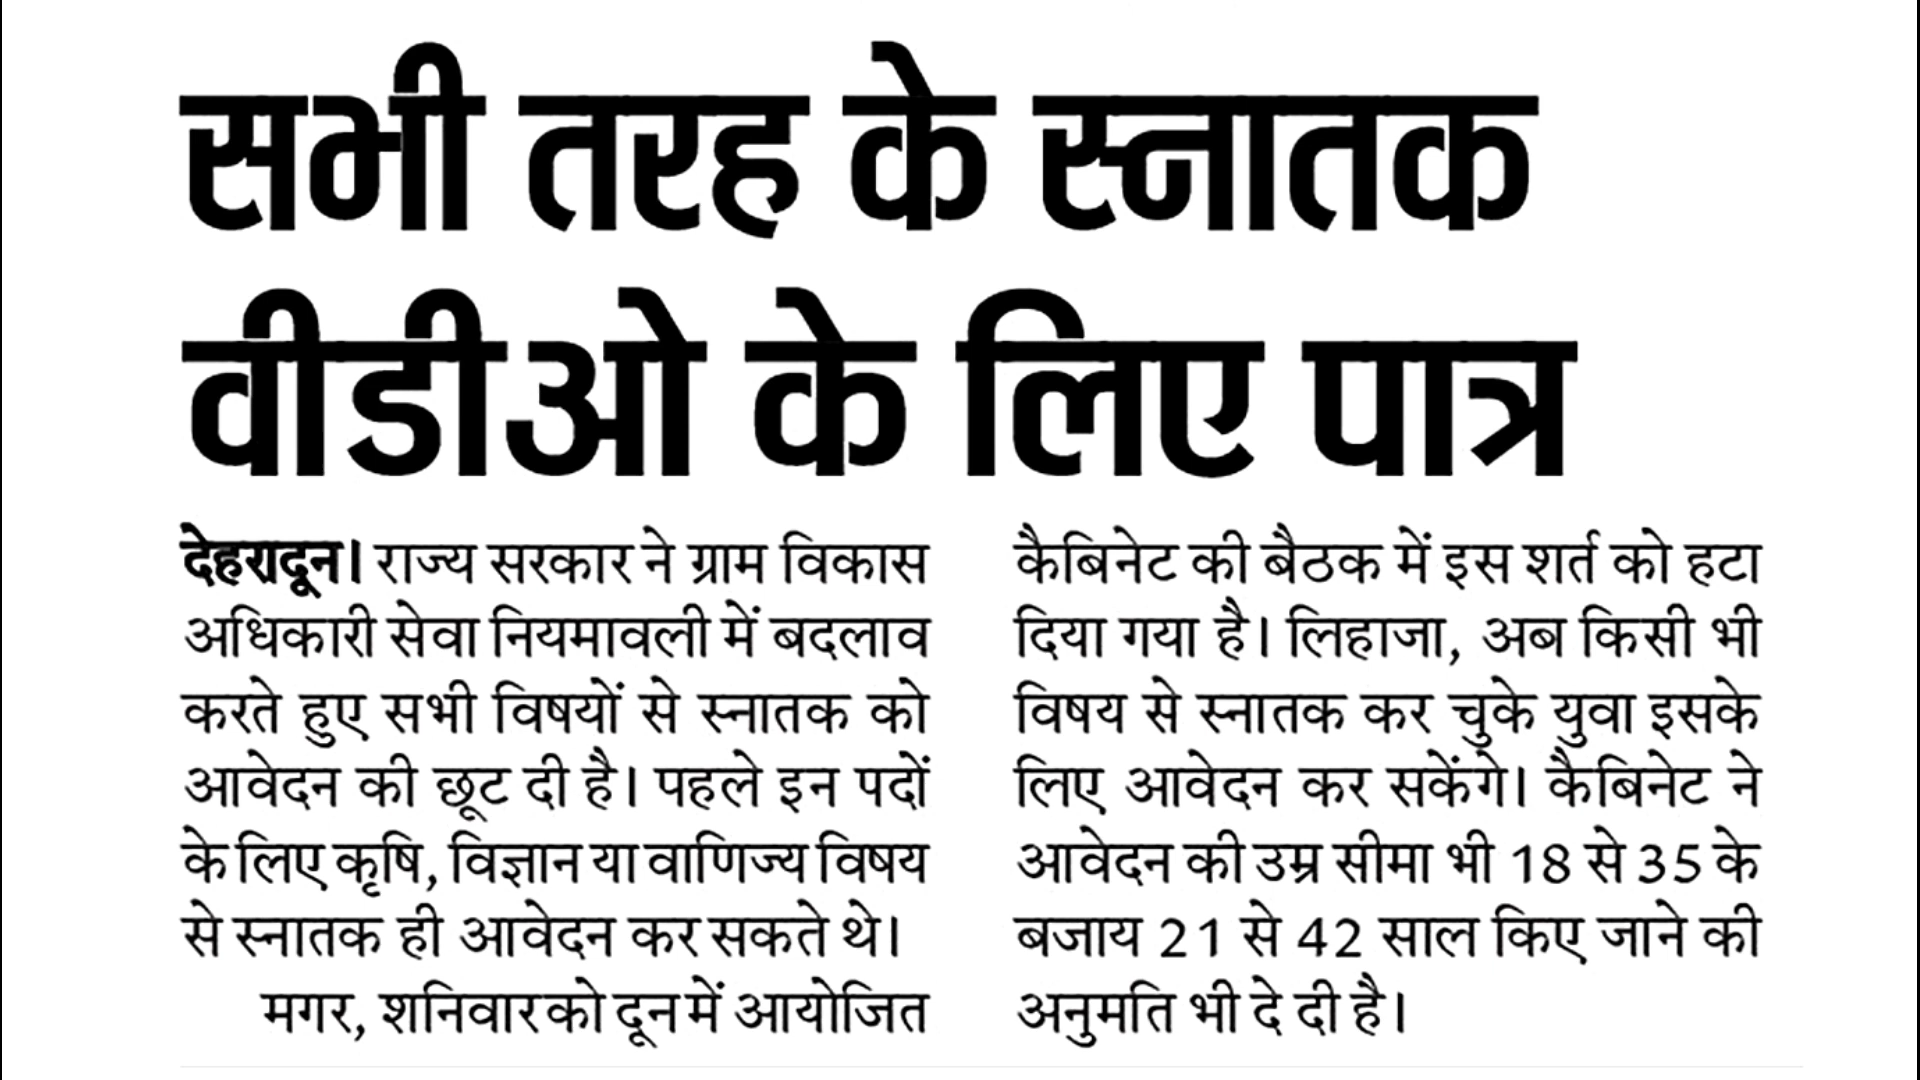 सभी तरह के स्नातक
वीडीओ के लिए पात्र
देहरादून। राज्य सरकार ने ग्राम विकास
अधिकारी सेवा नियमावली में बदलाव
करते हुए सभी विषयों से स्नातक को
आवेदन की छूट दी है। पहले इन पदों
के लिए कृषि, विज्ञान या वाणिज्य विषय
से स्नातक ही आवेदन कर सकते थे।
मगर, शनिवार को दून में आयोजित
कैबिनेट की बैठक में इस शर्त को हटा
दिया गया है। लिहाजा, अब किसी भी
विषय से स्नातक कर चुके युवा इसके
लिए आवेदन कर सकेंगे। कैबिनेट ने
आवेदन की उम्र सीमा भी 18 से 35 के
बजाय 21 से 42 साल किए जाने की
अनुमति भी दे दी है।